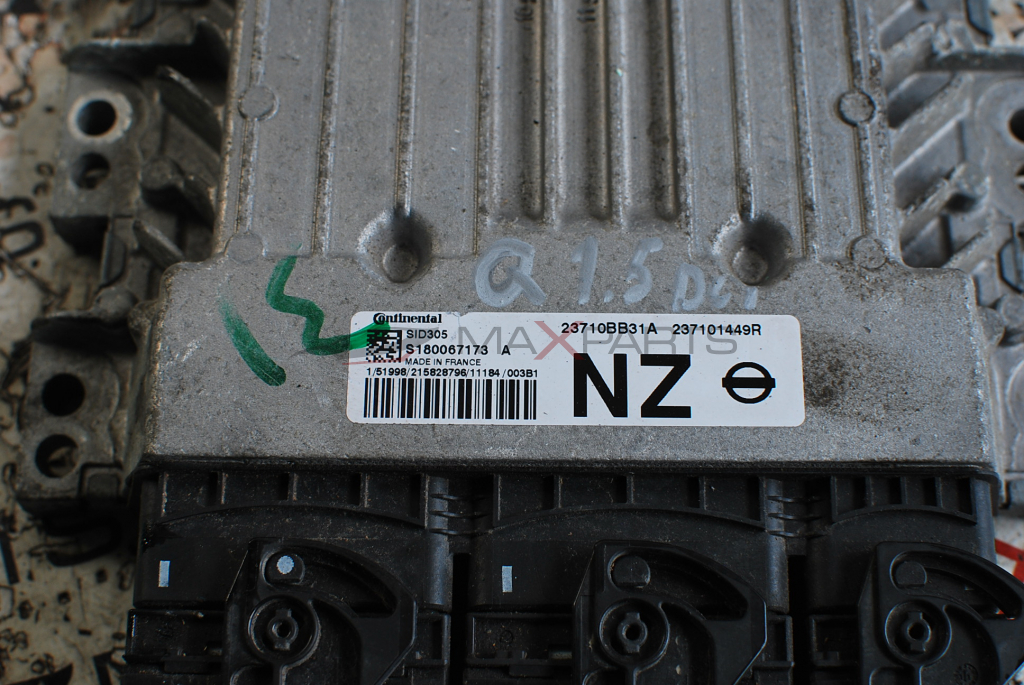 Q 1.5 Dci
Continental
SID305
S180067173 A
MADE IN FRANCE
1/51998/215828796/11184/003B1
23710BB31A 237101449R
NZ
MAXPARTS